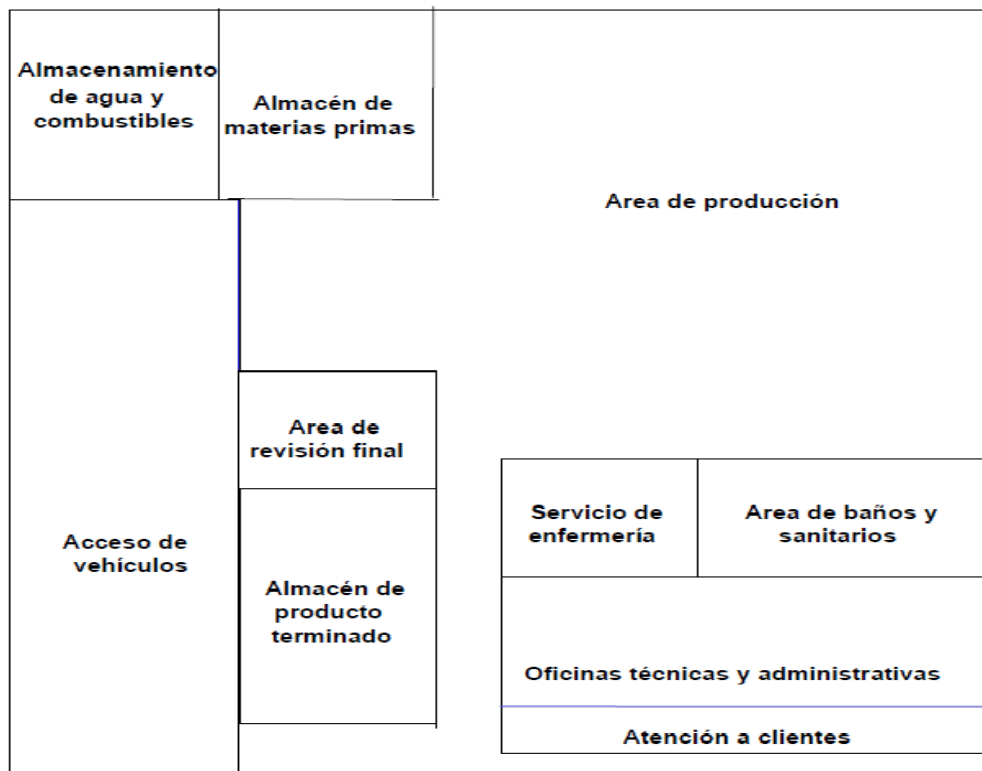 Almacenamiento
de agua y
combustibles
Almacén de
materias primas
Area de producción
Area de
revisión final
Servicio de
enfermería
Area de baños y
sanitarios
Acceso de
vehículos
Almacén de
producto
terminado
Oficinas técnicas y administrativas
Atención a clientes